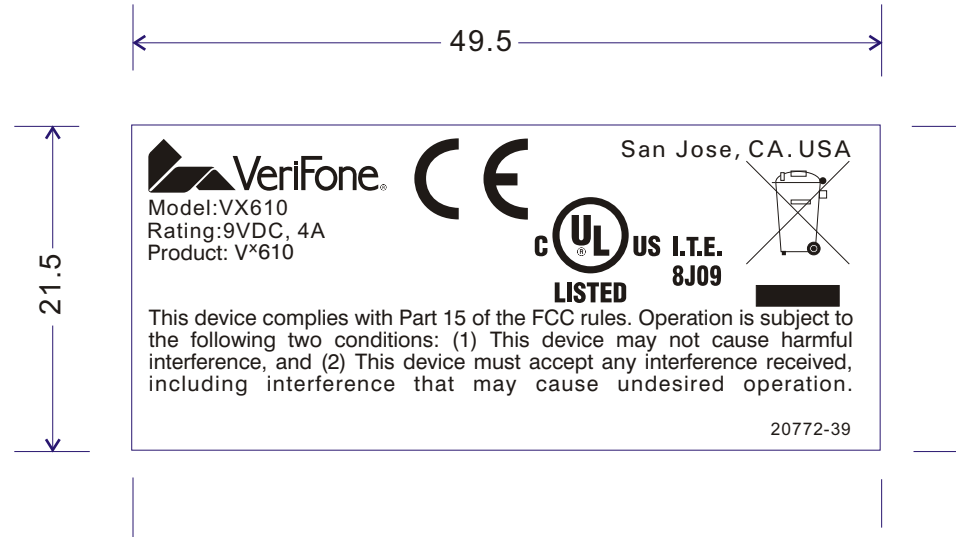 49.5
21.5
VeriFone®
CE
San Jose, CA. USA
Model:VX610
Rating:9VDC, 4A
Product: Vˣ610
C UL® US I.T.E.
LISTED 8J09
This device complies with Part 15 of the FCC rules. Operation is subject to
the following two conditions: (1) This device may not cause harmful
interference, and (2) This device must accept any interference received,
including interference that may cause undesired operation.
20772-39